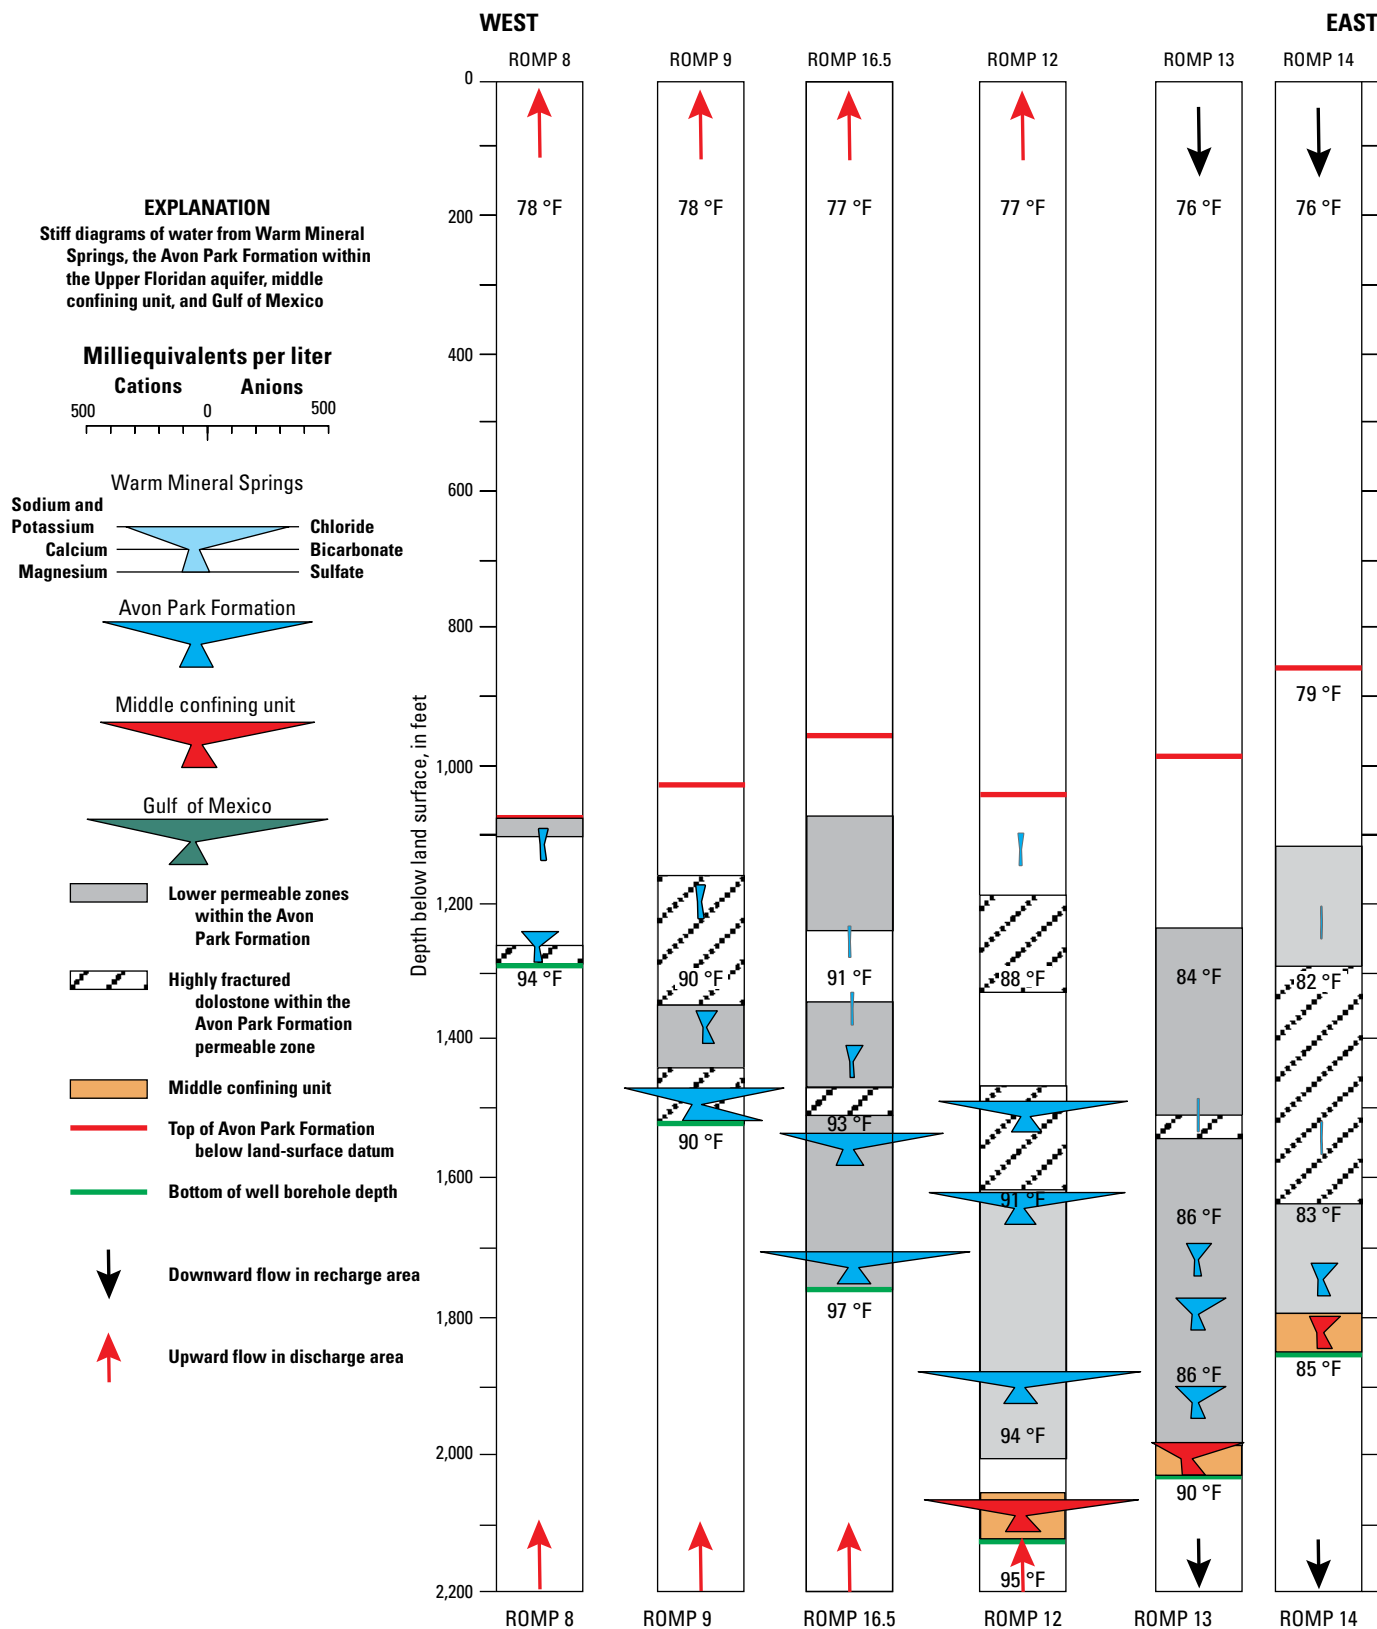 WEST
EAST
ROMP 8
ROMP 9
ROMP 16.5
ROMP 12
ROMP 13
ROMP 14
EXPLANATION
Stiff diagrams of water from Warm Mineral
Springs, the Avon Park Formation within
the Upper Floridan aquifer, middle
confining unit, and Gulf of Mexico
Milliequivalents per liter
Cations
Anions
500
0
500
Warm Mineral Springs
Sodium and
Potassium
Chloride
Calcium
Bicarbonate
Magnesium
Sulfate
Avon Park Formation
Middle confining unit
Gulf of Mexico
Lower permeable zones
within the Avon
Park Formation
Highly fractured
dolostone within the
Avon Park Formation
permeable zone
Middle confining unit
Top of Avon Park Formation
below land-surface datum
Bottom of well borehole depth
Downward flow in recharge area
Upward flow in discharge area
Depth below land surface, in feet
0
200
400
600
800
1,000
1,200
1,400
1,600
1,800
2,000
2,200
78 °F
78 °F
77 °F
77 °F
76 °F
76 °F
79 °F
94 °F
90 °F
91 °F
88 °F
84 °F
82 °F
90 °F
93 °F
91 °F
86 °F
83 °F
97 °F
94 °F
86 °F
85 °F
95 °F
90 °F
ROMP 8
ROMP 9
ROMP 16.5
ROMP 12
ROMP 13
ROMP 14